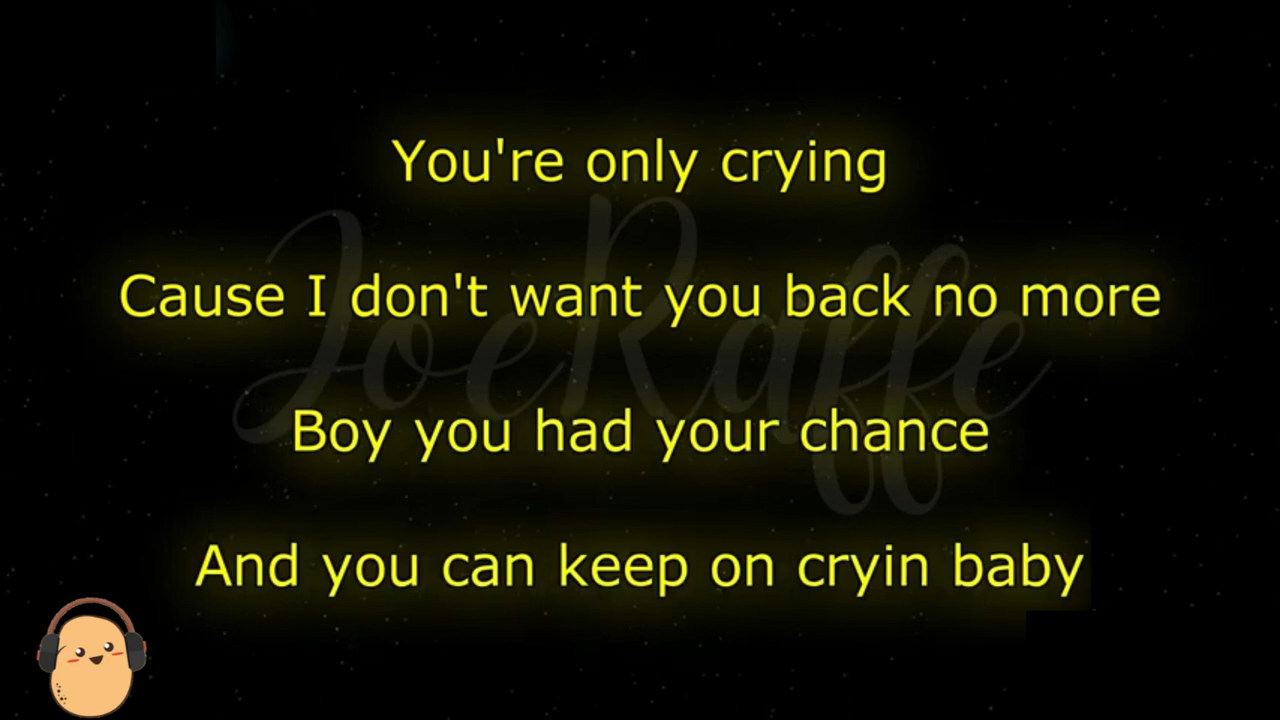 You're only crying
Cause I don't want you back no more
JoeRaffe
Boy you had your chance
And you can keep on cryin baby